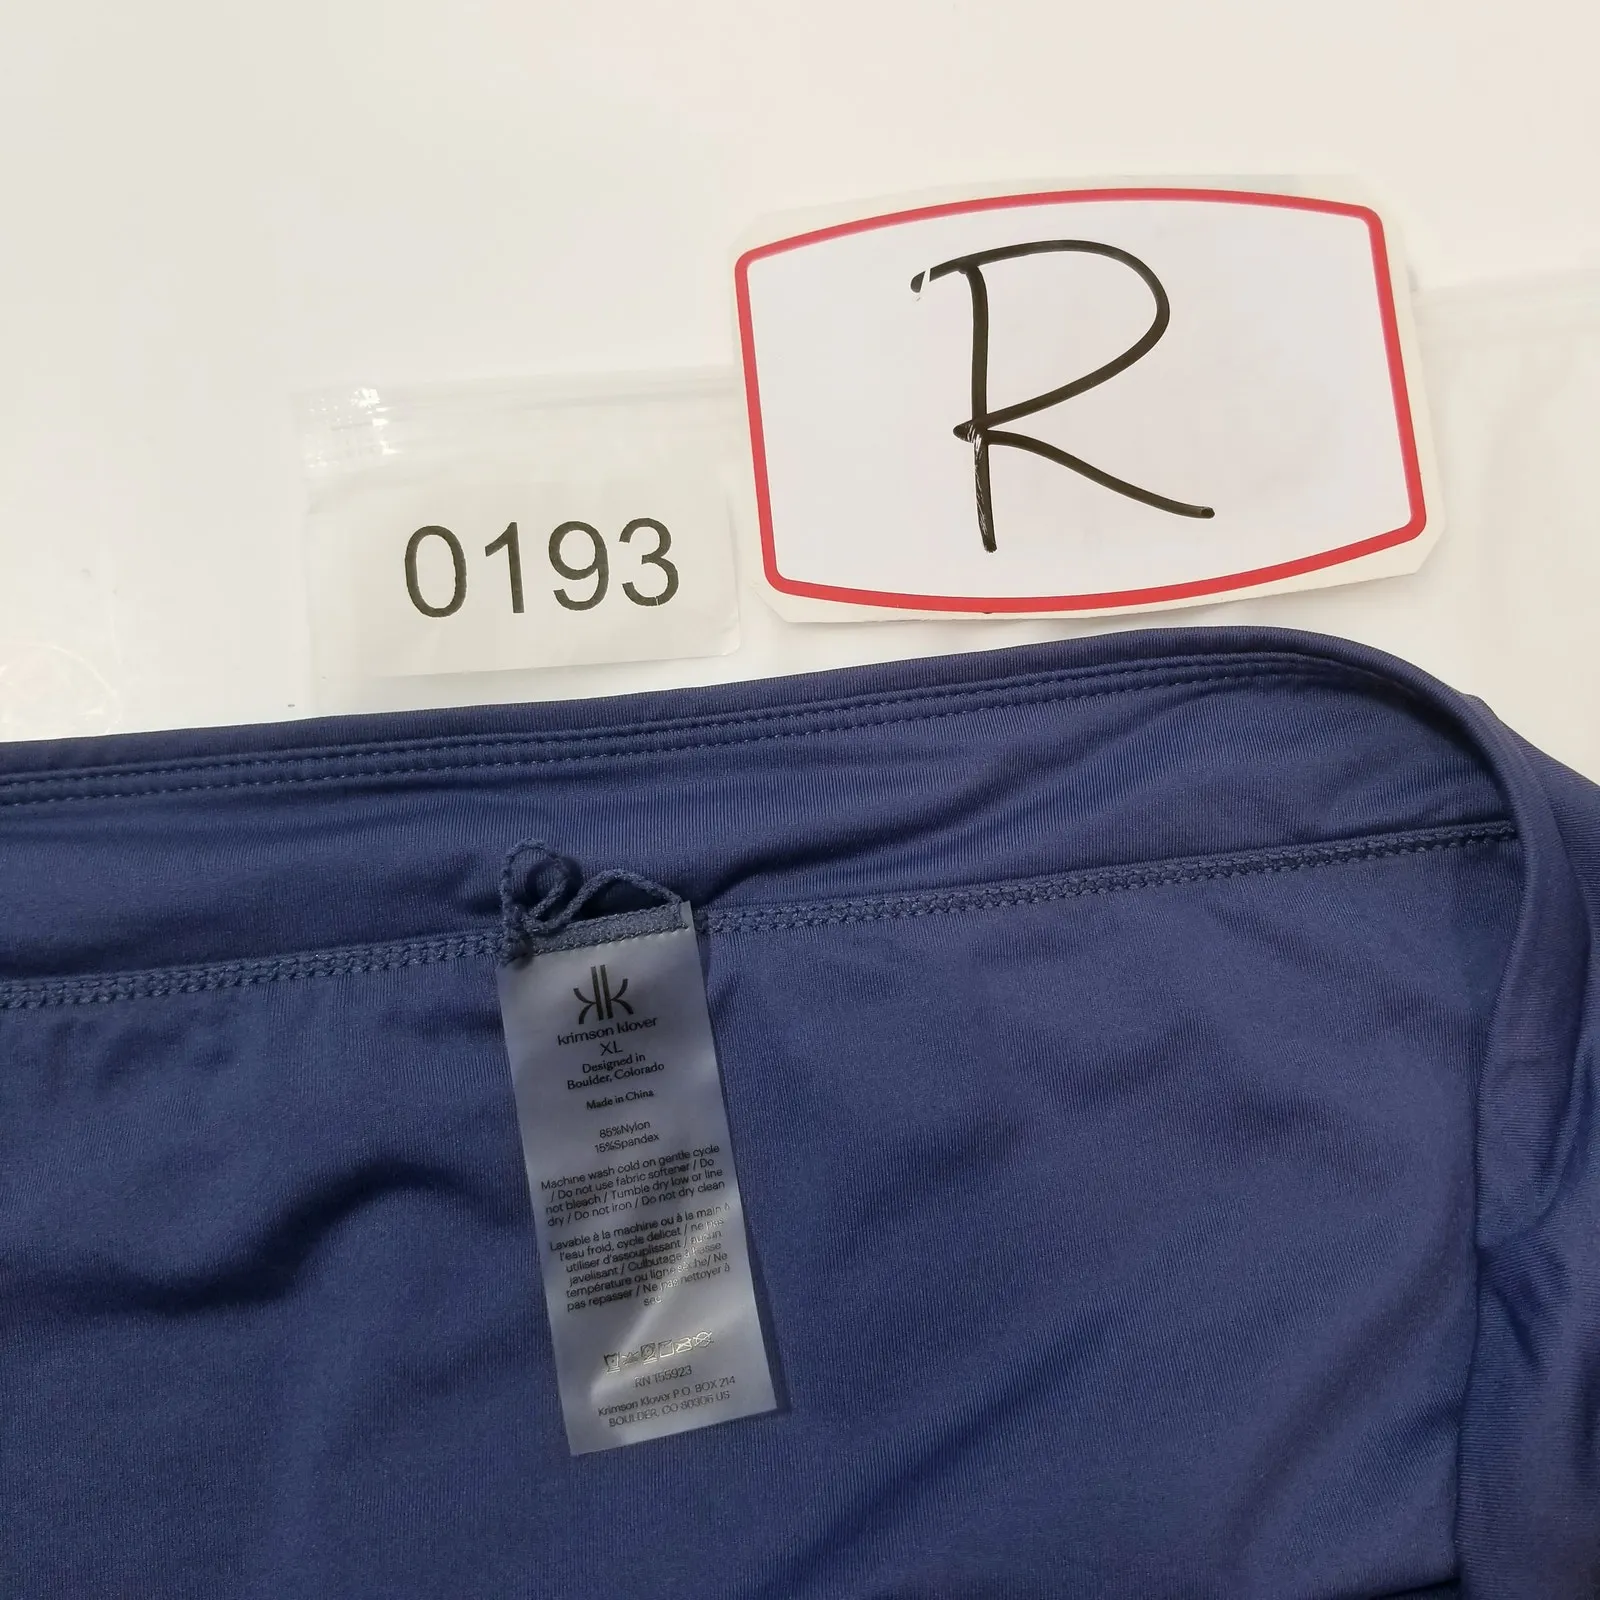 R
0193
krimson klover
XL
Designed in
Boulder, Colorado
Made in China
85%Nylon
15%Spandex
Machine wash cold on gentle cycle
/ Do not use fabric softener / Do
not bleach / Tumble dry low or line
dry / Do not iron / Do not dry clean
Lavable à la machine ou à la main à
l'eau froid, cycle delicat / ne pas
utiliser d'assouplissant / aucun
javelisant / Culbutage à basse
température ou ligne seche/ Ne
pas repasser / Ne pas nettoyer à
sec
RN 155923
Krimson Klover P.O. BOX 214
BOULDER, CO 80306 US